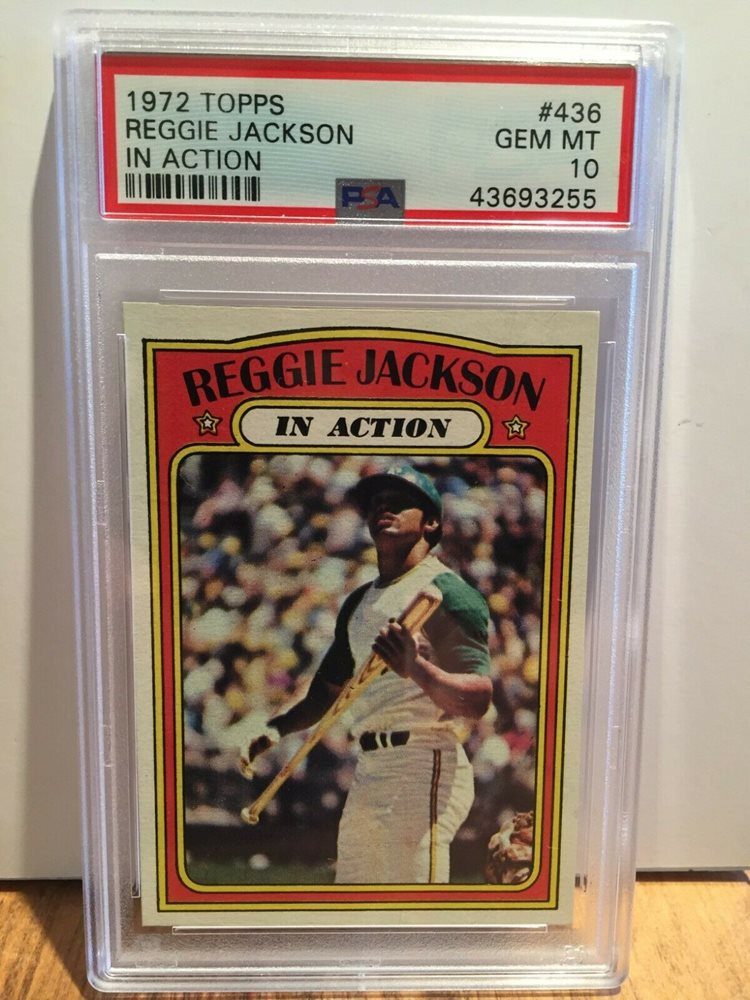 1972 TOPPS #436
REGGIE JACKSON GEM MT
IN ACTION 10
PSA 43693255
REGGIE JACKSON
IN ACTION